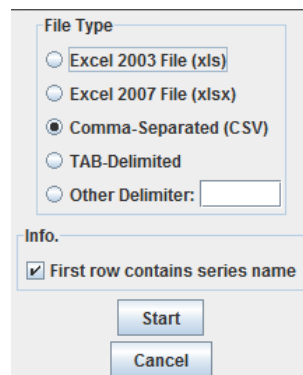 File Type
Excel 2003 File (xls)
Excel 2007 File (xlsx)
Comma-Separated (CSV)
TAB-Delimited
Other Delimiter:
Info.
First row contains series name
Start
Cancel